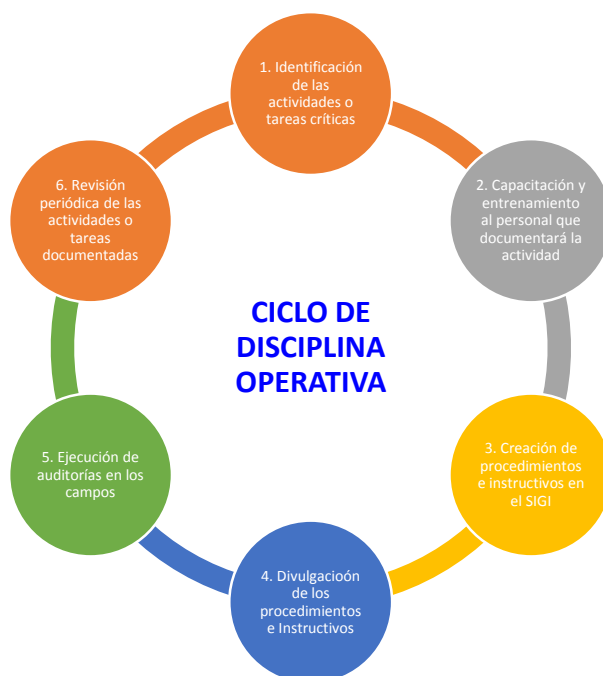 1. Identificación
de las
actividades o
tareas críticas
2. Capacitación y
entrenamiento
al personal que
documentará la
actividad
3. Creación de
procedimientos
e instructivos en
el SIGI
4. Divulgacioón
de los
procedimientos
e Instructivos
5. Ejecución de
auditorías en los
campos
6. Revisión
periódica de las
actividades o
tareas
documentadas
CICLO DE
DISCIPLINA
OPERATIVA